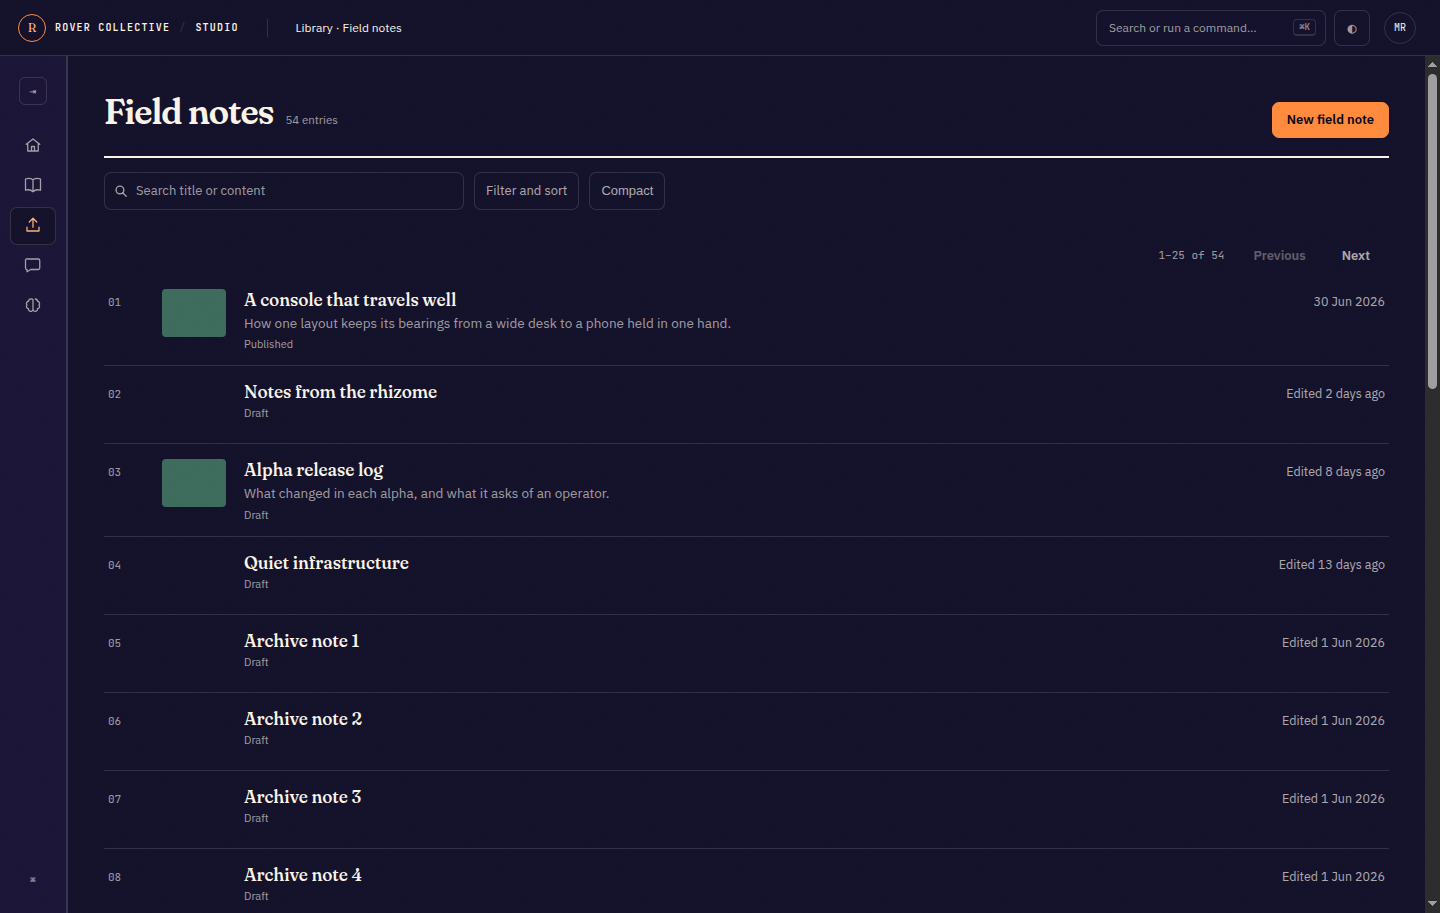 R ROVER COLLECTIVE / STUDIO Library · Field notes Search or run a command... ⌘K MR
Field notes 54 entries New field note
Search title or content Filter and sort Compact
1–25 of 54 Previous Next
01 A console that travels well 30 Jun 2026
How one layout keeps its bearings from a wide desk to a phone held in one hand.
Published
02 Notes from the rhizome Edited 2 days ago
Draft
03 Alpha release log Edited 8 days ago
What changed in each alpha, and what it asks of an operator.
Draft
04 Quiet infrastructure Edited 13 days ago
Draft
05 Archive note 1 Edited 1 Jun 2026
Draft
06 Archive note 2 Edited 1 Jun 2026
Draft
07 Archive note 3 Edited 1 Jun 2026
Draft
08 Archive note 4 Edited 1 Jun 2026
Draft